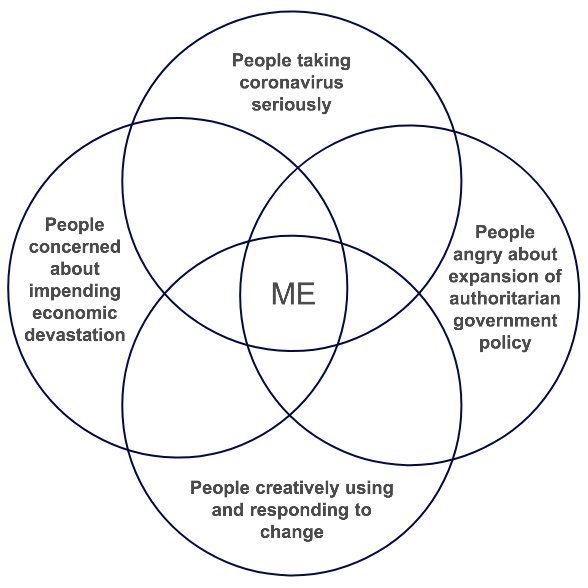 People taking
coronavirus
seriously
People
concerned
about
impending
economic
devastation
ME
People
angry about
expansion of
authoritarian
government
policy
People creatively using
and responding to
change